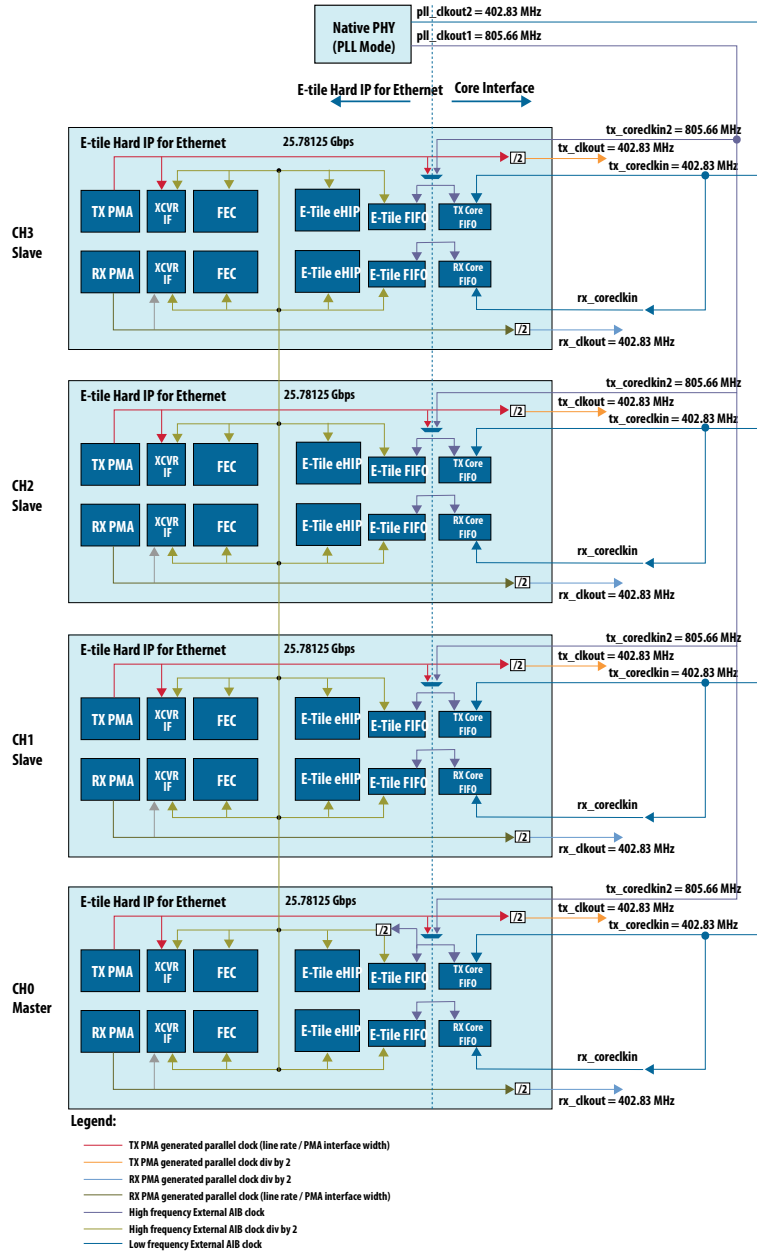 pll_clkout2 = 402.83 MHz
Native PHY
(PLL Mode)
pll_clkout1 = 805.66 MHz
E-tile Hard IP for Ethernet
Core Interface
CH3
Slave
E-tile Hard IP for Ethernet
25.78125 Gbps
tx_coreclkin2 = 805.66 MHz
/2
tx_clkout = 402.83 MHz
tx_coreclkin = 402.83 MHz
TX PMA
XCVR
IF
FEC
E-Tile eHIP
E-Tile FIFO
TX Core
FIFO
RX PMA
XCVR
IF
FEC
E-Tile eHIP
E-Tile FIFO
RX Core
FIFO
rx_coreclkin
/2
rx_clkout = 402.83 MHz
CH2
Slave
E-tile Hard IP for Ethernet
25.78125 Gbps
tx_coreclkin2 = 805.66 MHz
/2
tx_clkout = 402.83 MHz
tx_coreclkin = 402.83 MHz
TX PMA
XCVR
IF
FEC
E-Tile eHIP
E-Tile FIFO
TX Core
FIFO
RX PMA
XCVR
IF
FEC
E-Tile eHIP
E-Tile FIFO
RX Core
FIFO
rx_coreclkin
/2
rx_clkout = 402.83 MHz
CH1
Slave
E-tile Hard IP for Ethernet
25.78125 Gbps
tx_coreclkin2 = 805.66 MHz
/2
tx_clkout = 402.83 MHz
tx_coreclkin = 402.83 MHz
TX PMA
XCVR
IF
FEC
E-Tile eHIP
E-Tile FIFO
TX Core
FIFO
RX PMA
XCVR
IF
FEC
E-Tile eHIP
E-Tile FIFO
RX Core
FIFO
rx_coreclkin
/2
rx_clkout = 402.83 MHz
CH0
Master
E-tile Hard IP for Ethernet
25.78125 Gbps
tx_coreclkin2 = 805.66 MHz
/2
tx_clkout = 402.83 MHz
tx_coreclkin = 402.83 MHz
/2
TX PMA
XCVR
IF
FEC
E-Tile eHIP
E-Tile FIFO
TX Core
FIFO
RX PMA
XCVR
IF
FEC
E-Tile eHIP
E-Tile FIFO
RX Core
FIFO
rx_coreclkin
/2
rx_clkout = 402.83 MHz
Legend:
TX PMA generated parallel clock (line rate / PMA interface width)
TX PMA generated parallel clock div by 2
RX PMA generated parallel clock div by 2
RX PMA generated parallel clock (line rate / PMA interface width)
High frequency External AIB clock
High frequency External AIB clock div by 2
Low frequency External AIB clock